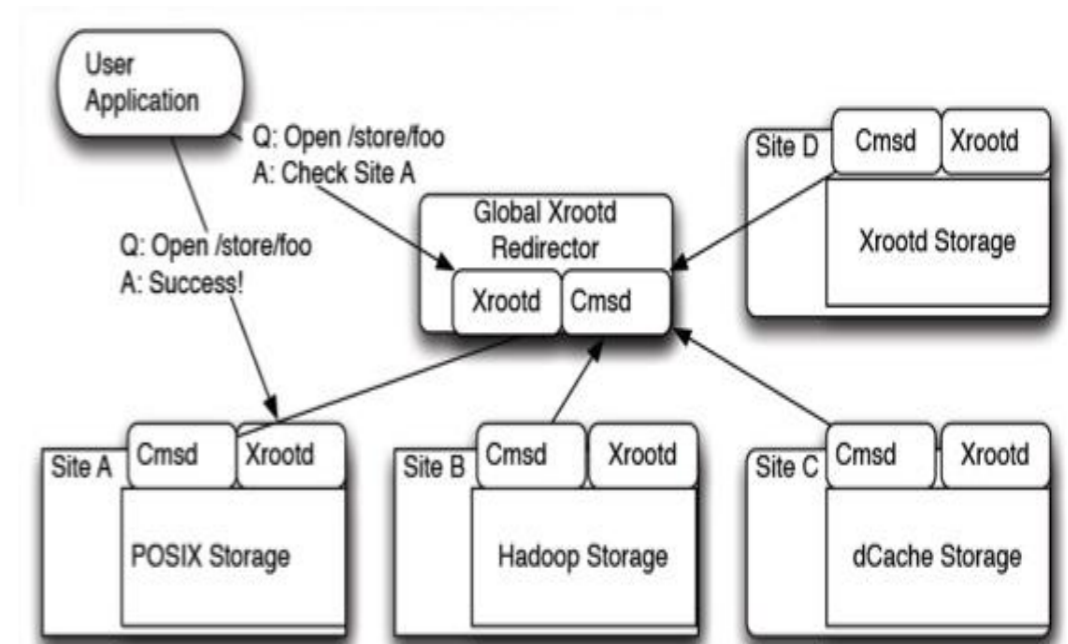 User
Application
Q: Open /store/foo
A: Check Site A
Q: Open /store/foo
A: Success!
Global Xrootd
Redirector
Xrootd
Cmsd
Site D
Cmsd
Xrootd
Xrootd Storage
Site A
Cmsd
Xrootd
POSIX Storage
Site B
Cmsd
Xrootd
Hadoop Storage
Site C
Cmsd
Xrootd
dCache Storage